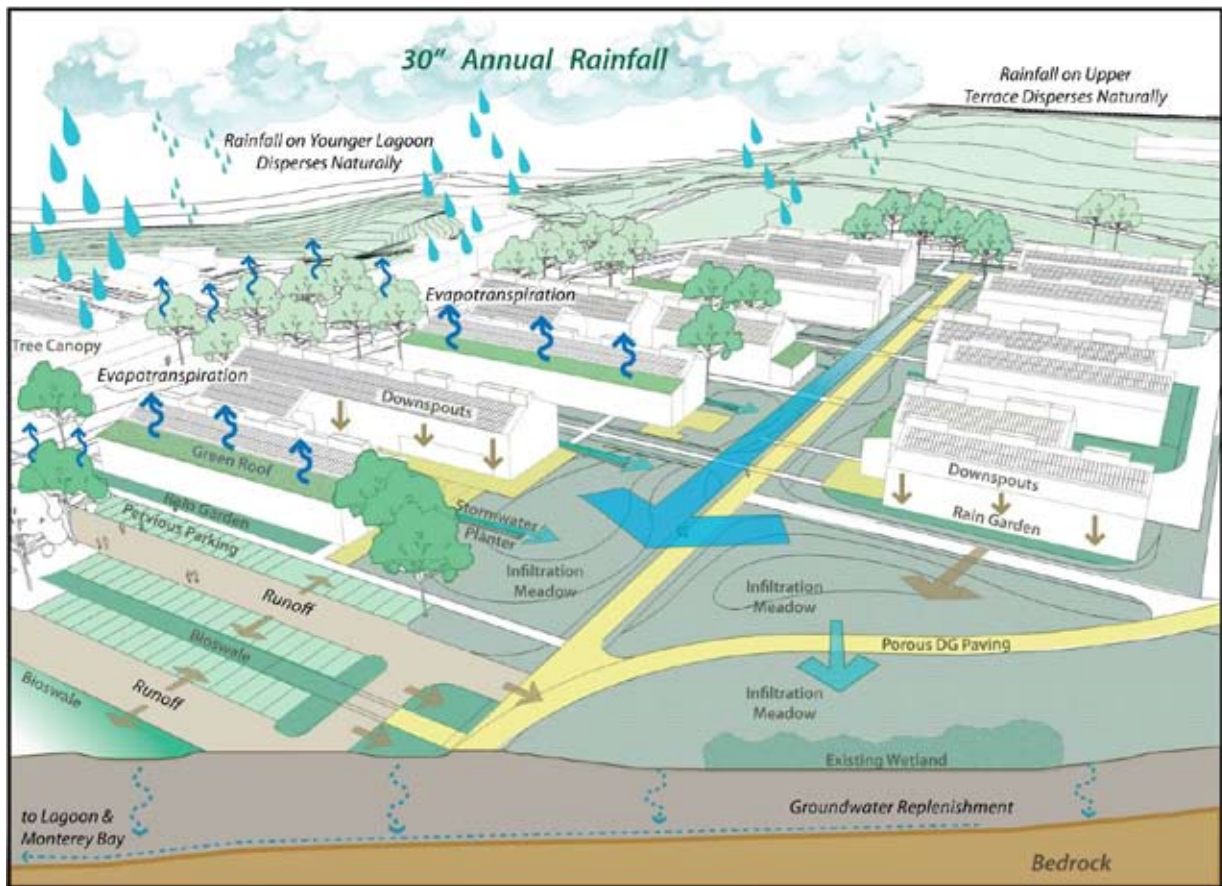 30" Annual Rainfall
Rainfall on Upper
Terrace Disperses Naturally
Rainfall on Younger Lagoon
Disperses Naturally
Evapotranspiration
Tree Canopy
Evapotranspiration
Downspouts
Green Roof
Downspouts
Rain Garden
Rain Garden
Pervious Parking
Stormwater
Planter
Infiltration
Meadow
Infiltration
Meadow
Runoff
Bioswale
Porous DG Paving
Bioswale
Runoff
Infiltration
Meadow
Existing Wetland
to Lagoon &
Monterey Bay
Groundwater Replenishment
Bedrock